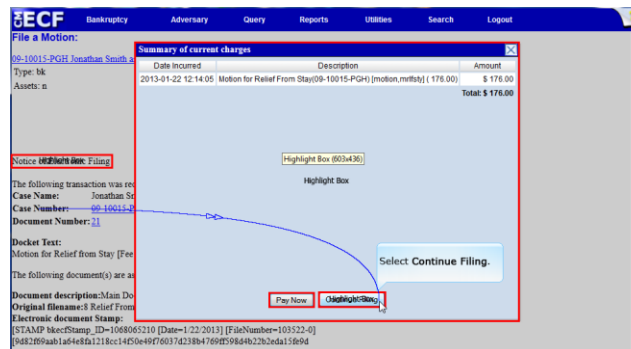 ECF Bankruptcy Adversary Query Reports Utilities Search Logout
File a Motion:
09-10015-PGH Jonathan Smith a
Type: bk
Assets: n
Summary of current charges
Date Incurred Description Amount
2013-01-22 12:14:05 Motion for Relief From Stay(09-10015-PGH) [motion,mrlfsty] ( 176.00) $ 176.00
Total: $ 176.00
Highlight Box (603x436)
Highlight Box
Notice of Electronic Filing
Highlight Box
The following transaction was rec
Case Name: Jonathan Sr
Case Number: 09-10015-P
Document Number: 21
Docket Text:
Motion for Relief from Stay [Fee
The following document(s) are as
Select Continue Filing.
Pay Now Continue Filing
Highlight Box
Document description:Main Do
Original filename:8 Relief From
Electronic document Stamp:
[STAMP bkecfStamp_ID=1068065210 [Date=1/22/2013] [FileNumber=103522-0]